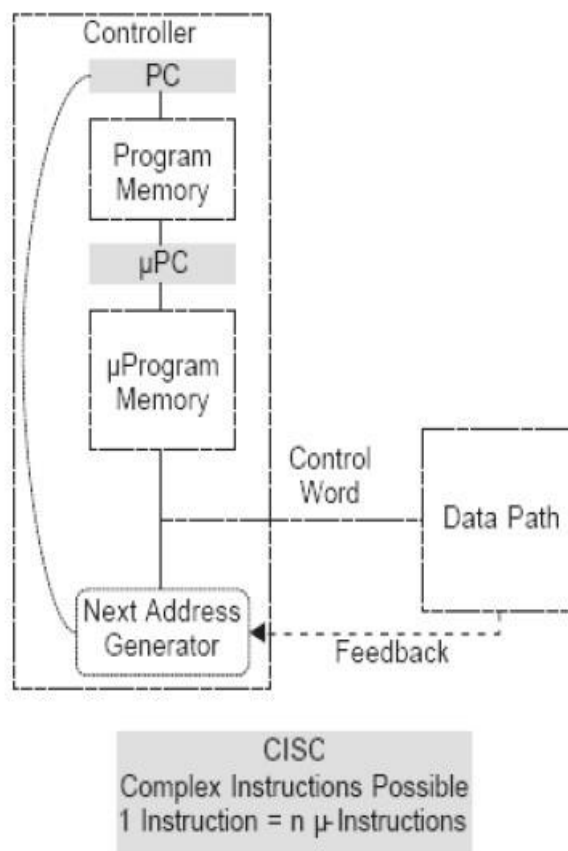 Controller
PC
Program
Memory
µPC
µProgram
Memory
Control
Word
Data Path
Next Address
Generator
Feedback
CISC
Complex Instructions Possible
1 Instruction = n µ-Instructions